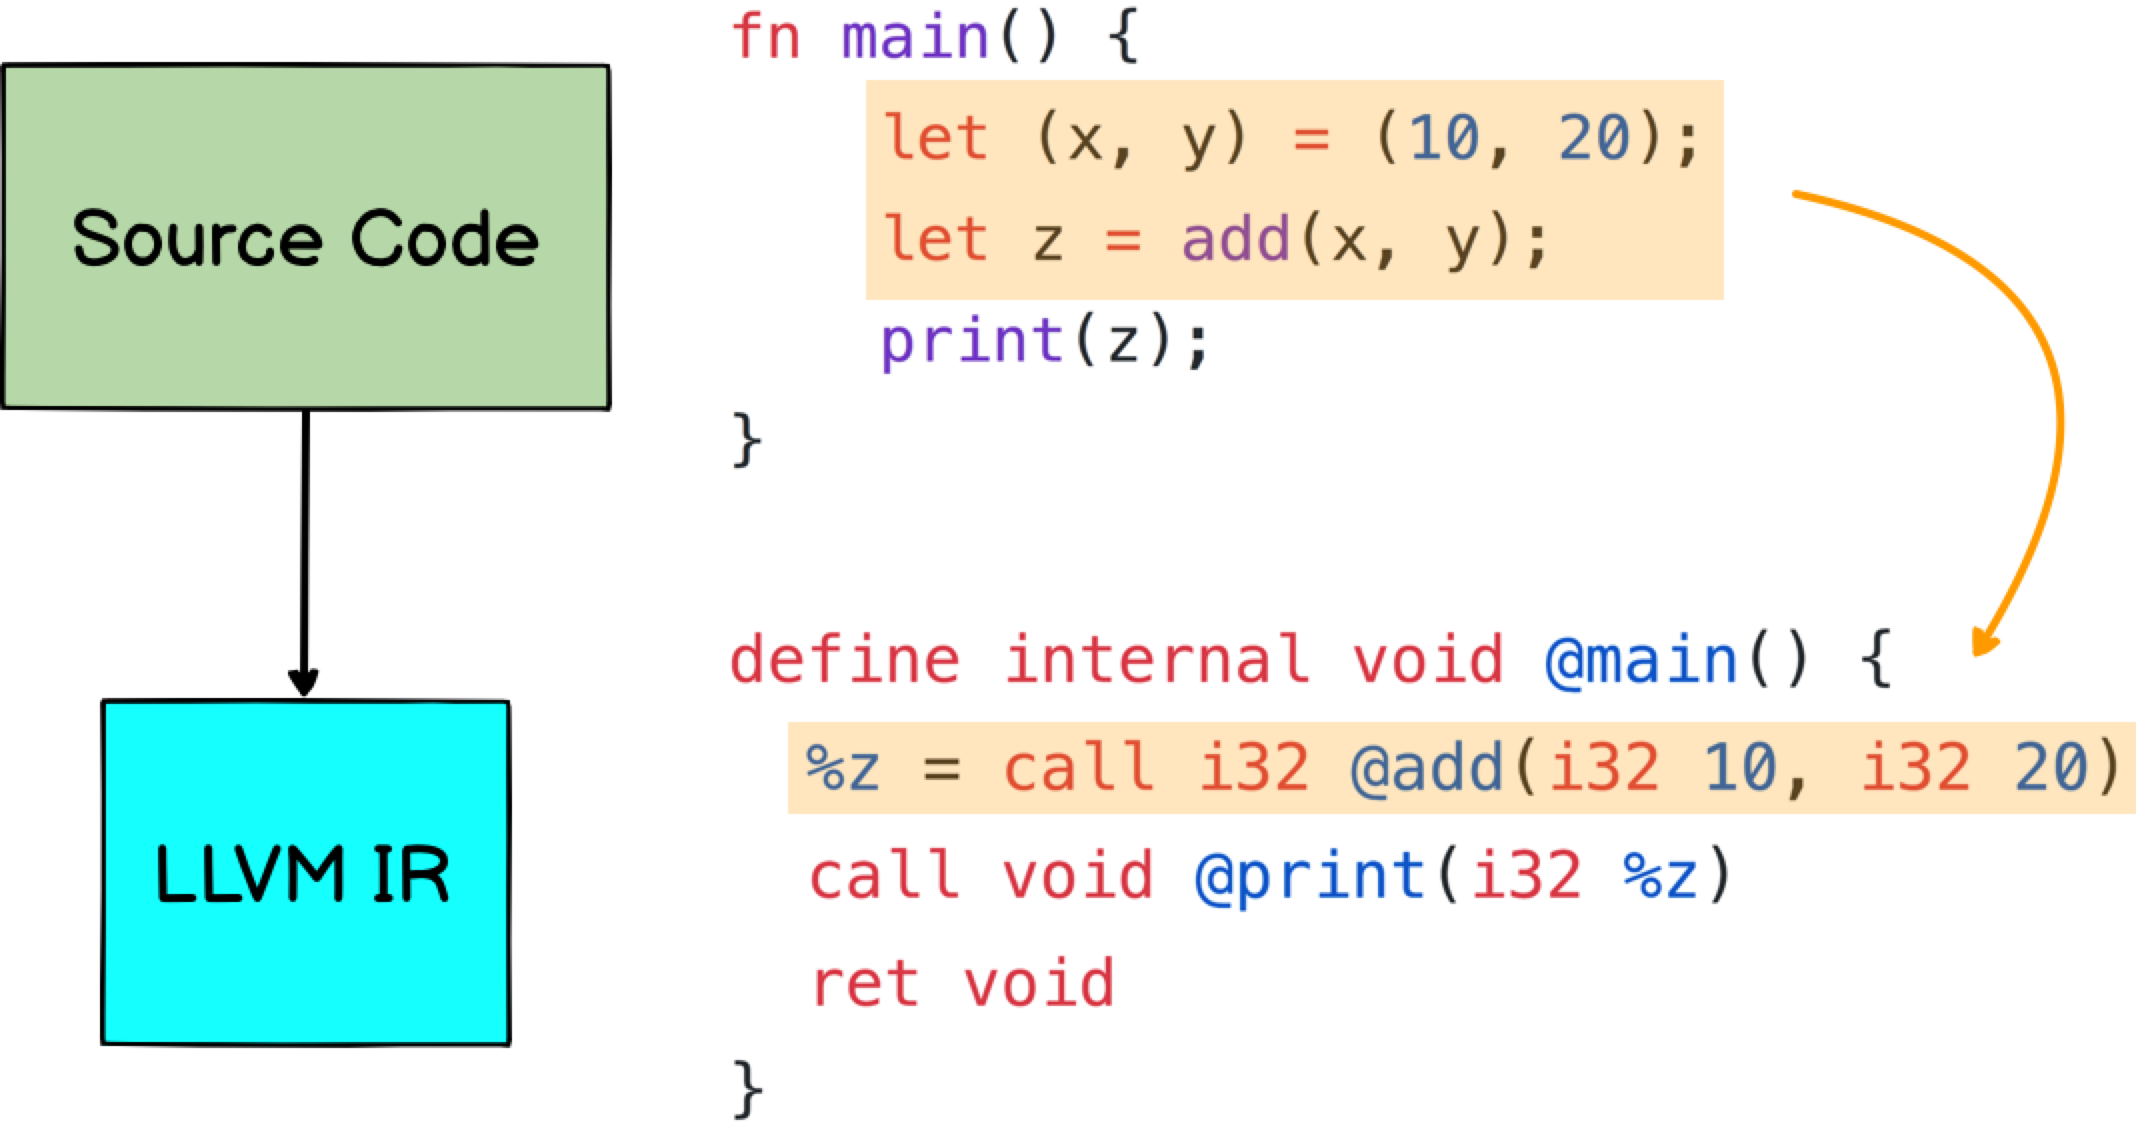 Source Code
fn main() {
    let (x, y) = (10, 20);
    let z = add(x, y);
    print(z);
}
LLVM IR
define internal void @main() {
  %z = call i32 @add(i32 10, i32 20)
  call void @print(i32 %z)
  ret void
}